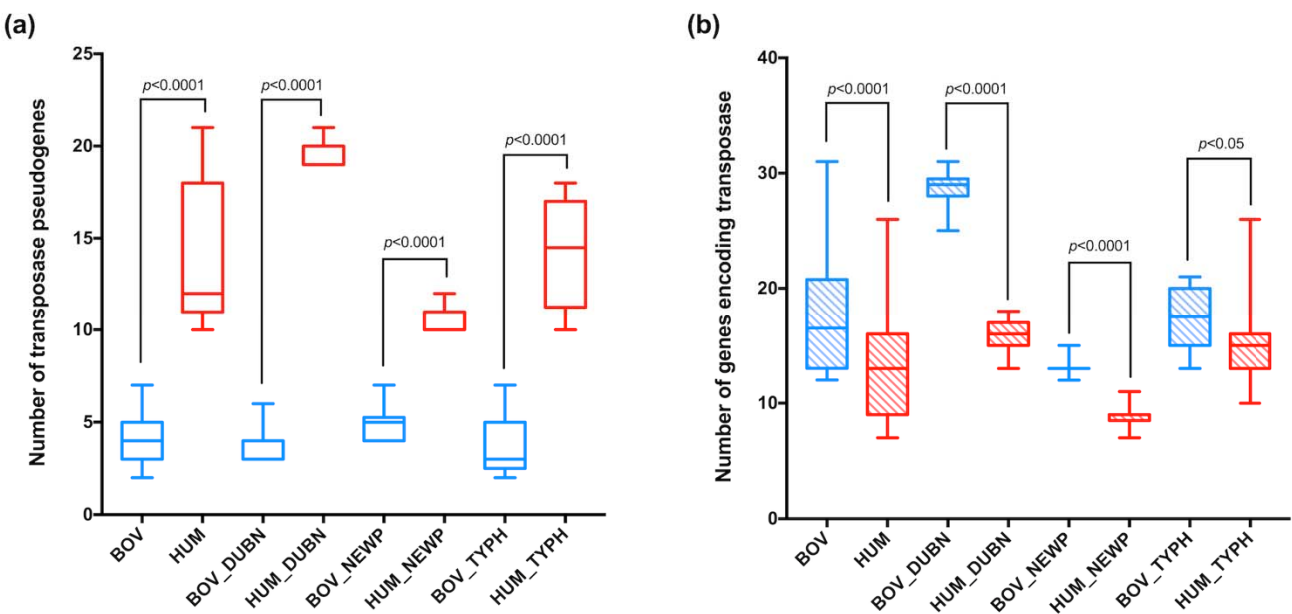 (a)
Number of transposase pseudogenes
25
20
15
10
5
0
p<0.0001
p<0.0001
p<0.0001
p<0.0001
BOV
HUM
BOV_DUBN
HUM_DUBN
BOV_NEWP
HUM_NEWP
BOV_TYPH
HUM_TYPH
(b)
Number of genes encoding transposase
40
30
20
10
0
p<0.0001
p<0.0001
p<0.0001
p<0.05
BOV
HUM
BOV_DUBN
HUM_DUBN
BOV_NEWP
HUM_NEWP
BOV_TYPH
HUM_TYPH